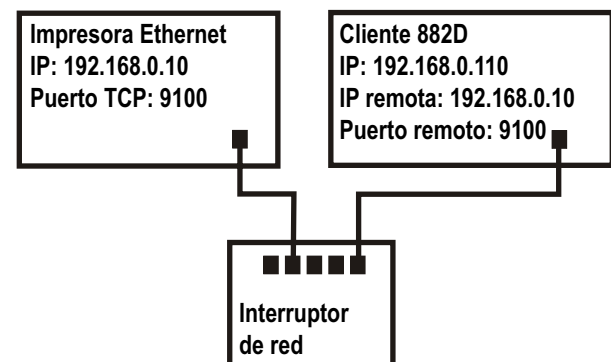 Impresora Ethernet
IP: 192.168.0.10
Puerto TCP: 9100
Cliente 882D
IP: 192.168.0.110
IP remota: 192.168.0.10
Puerto remoto: 9100
Interruptor
de red